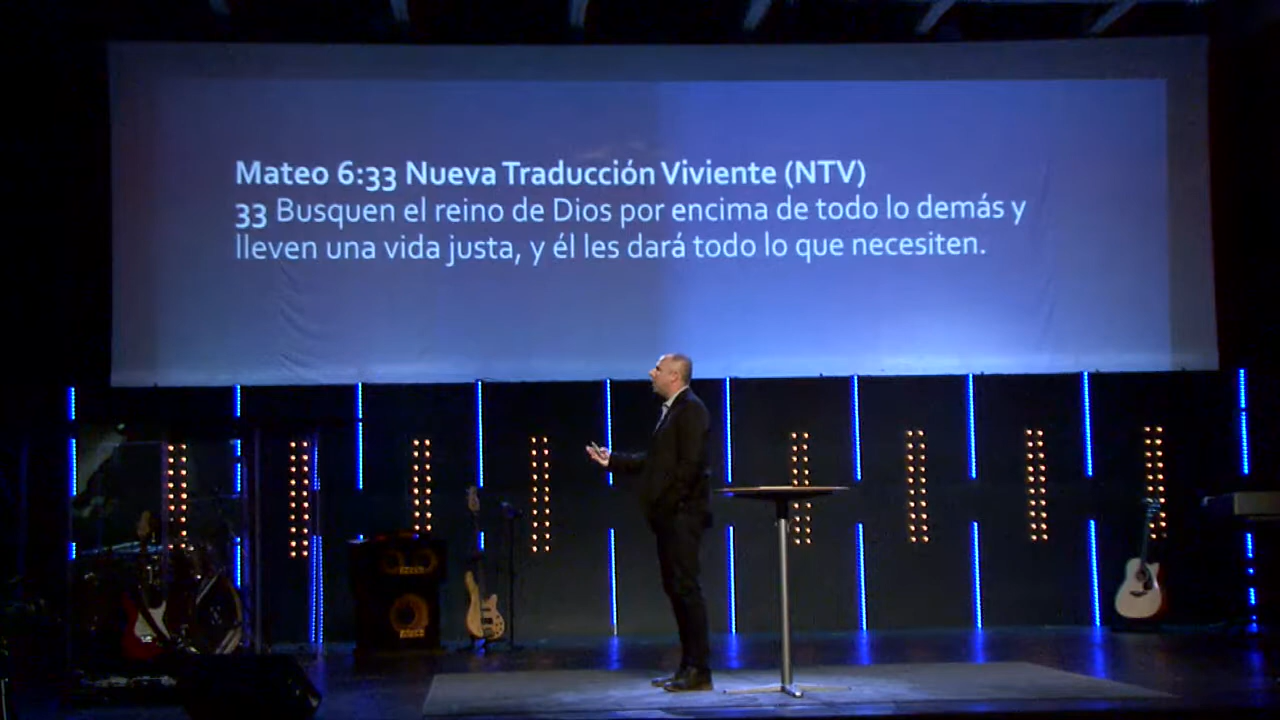 Mateo 6:33 Nueva Traducción Viviente (NTV)
33 Busquen el reino de Dios por encima de todo lo demás y
lleven una vida justa, y él les dará todo lo que necesiten.